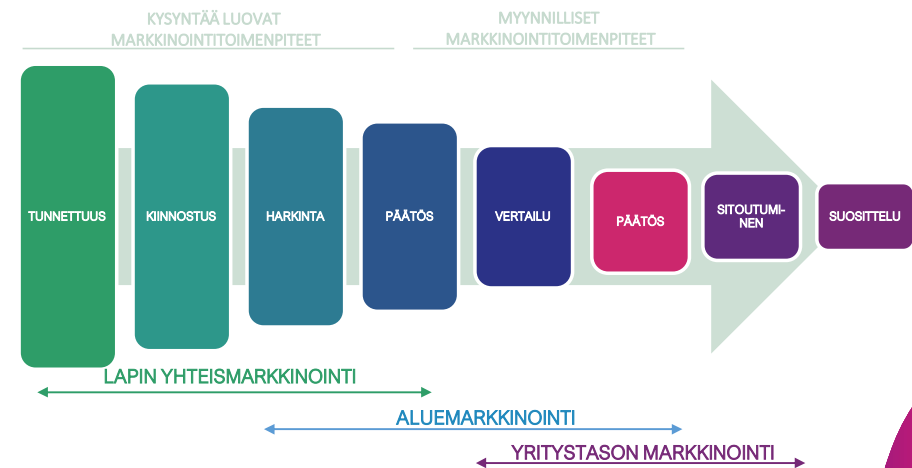 KYSYNTÄÄ LUOVAT
MARKKINOINTITOIMENPITEET
MYYNNILLISET
MARKKINOINTITOIMENPITEET
TUNNETTUUS
KIINNOSTUS
HARKINTA
PÄÄTÖS
VERTAILU
PÄÄTÖS
SITOUTUMI-
NEN
SUOSITTELU
LAPIN YHTEISMARKKINOINTI
ALUEMARKKINOINTI
YRITYSTASON MARKKINOINTI